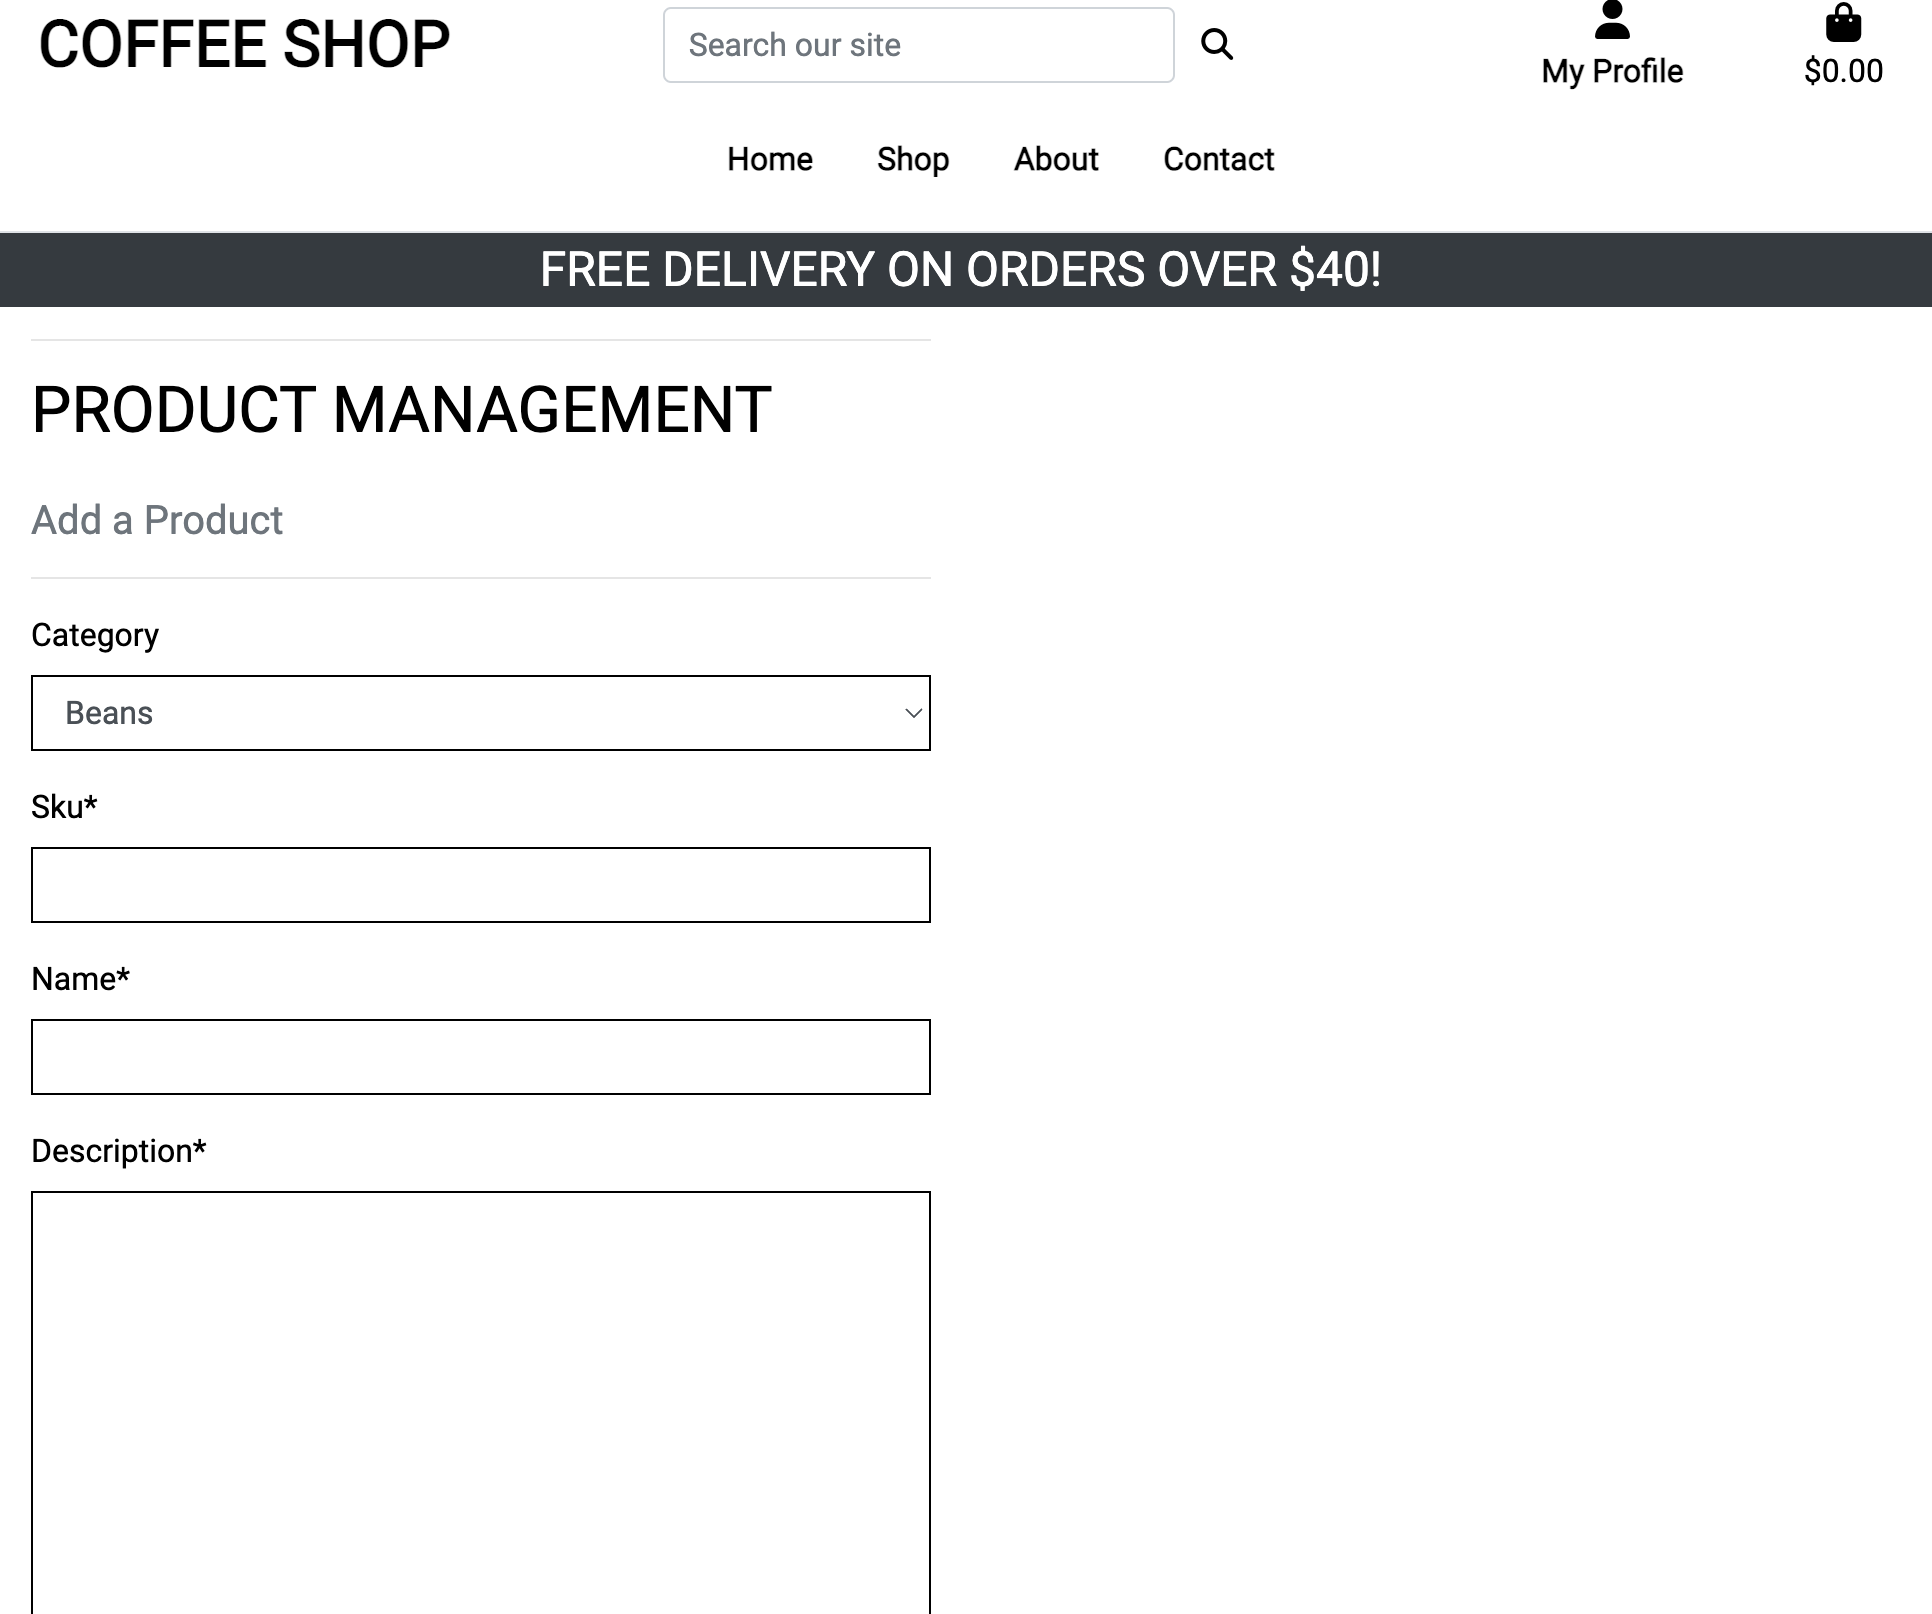 COFFEE SHOP
Search our site
My Profile
$0.00
Home Shop About Contact
FREE DELIVERY ON ORDERS OVER $40!
PRODUCT MANAGEMENT
Add a Product
Category
Beans
Sku*
Name*
Description*